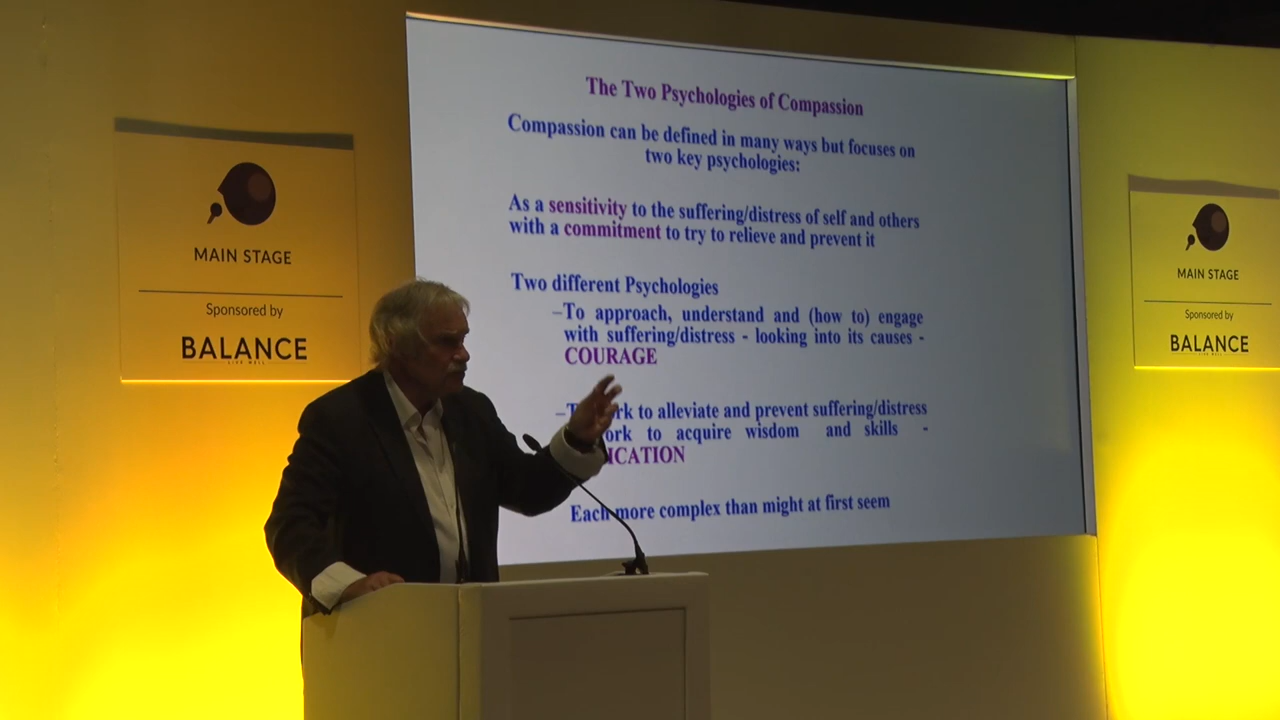 The Two Psychologies of Compassion
Compassion can be defined in many ways but focuses on
two key psychologies:
As a sensitivity to the suffering/distress of self and others
with a commitment to try to relieve and prevent it
Two different Psychologies
–To approach, understand and (how to) engage
with suffering/distress - looking into its causes -
COURAGE
to alleviate and prevent suffering/distress
to acquire wisdom and skills -
Each more complex than might at first seem
MAIN STAGE
Sponsored by
BALANCE
LIVE WELL
MAIN STAGE
Sponsored by
BALANCE